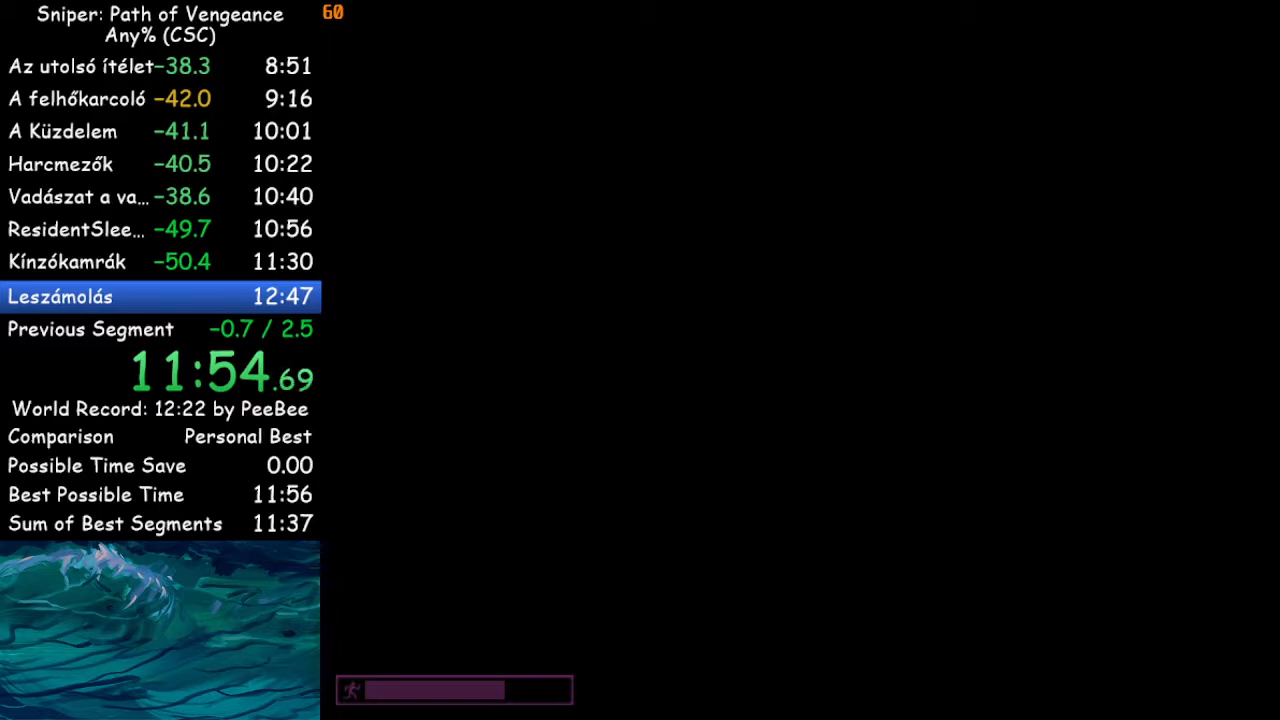 Sniper: Path of Vengeance
Any% (CSC)
60
Az utolsó ítélet -38.3 8:51
A felhőkarcoló -42.0 9:16
A Küzdelem -41.1 10:01
Harcmezők -40.5 10:22
Vadászat a va... -38.6 10:40
ResidentSlee... -49.7 10:56
Kínzókamrák -50.4 11:30
Leszámolás 12:47
Previous Segment -0.7 / 2.5
11:54.69
World Record: 12:22 by PeeBee
Comparison Personal Best
Possible Time Save 0.00
Best Possible Time 11:56
Sum of Best Segments 11:37